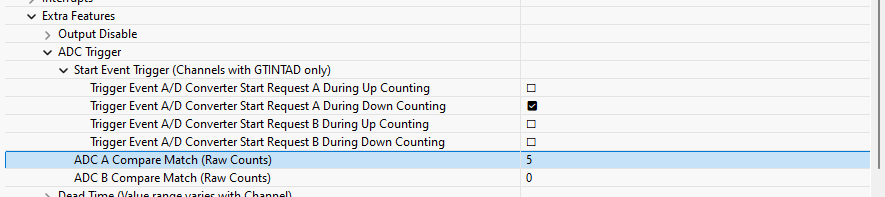 Interrupts
Extra Features
Output Disable
ADC Trigger
Start Event Trigger (Channels with GTINTAD only)
Trigger Event A/D Converter Start Request A During Up Counting
Trigger Event A/D Converter Start Request A During Down Counting
Trigger Event A/D Converter Start Request B During Up Counting
Trigger Event A/D Converter Start Request B During Down Counting
ADC A Compare Match (Raw Counts) 5
ADC B Compare Match (Raw Counts) 0
Dead Time (Value range varies with Channel)